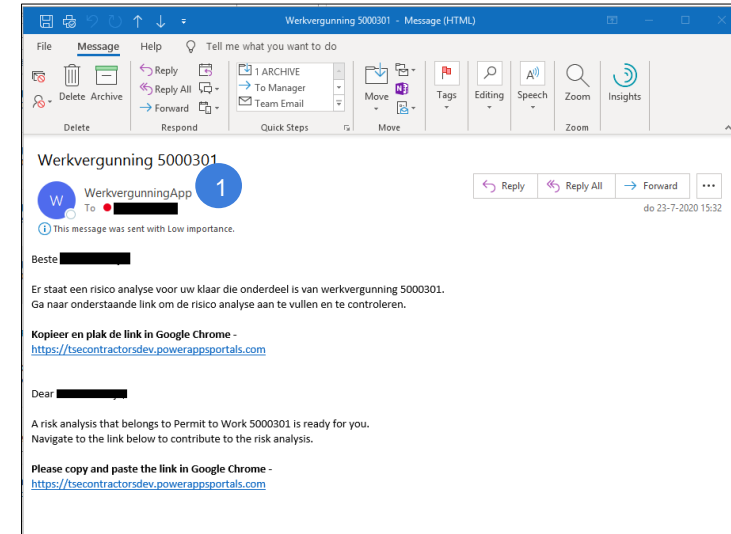 Werkvergunning 5000301 - Message (HTML)
File Message Help Tell me what you want to do
Delete Archive
Reply
Reply All
Forward
1 ARCHIVE
To Manager
Team Email
Move
Tags
Editing
Speech
Zoom
Insights
Delete Respond Quick Steps Move Zoom
Werkvergunning 5000301
1
W
WerkvergunningApp
To
Reply Reply All Forward
do 23-7-2020 15:32
This message was sent with Low importance.
Beste
Er staat een risico analyse voor uw klaar die onderdeel is van werkvergunning 5000301.
Ga naar onderstaande link om de risico analyse aan te vullen en te controleren.
Kopieer en plak de link in Google Chrome -
https://tsecontractorsdev.powerappsportals.com
Dear
A risk analysis that belongs to Permit to Work 5000301 is ready for you.
Navigate to the link below to contribute to the risk analysis.
Please copy and paste the link in Google Chrome -
https://tsecontractorsdev.powerappsportals.com